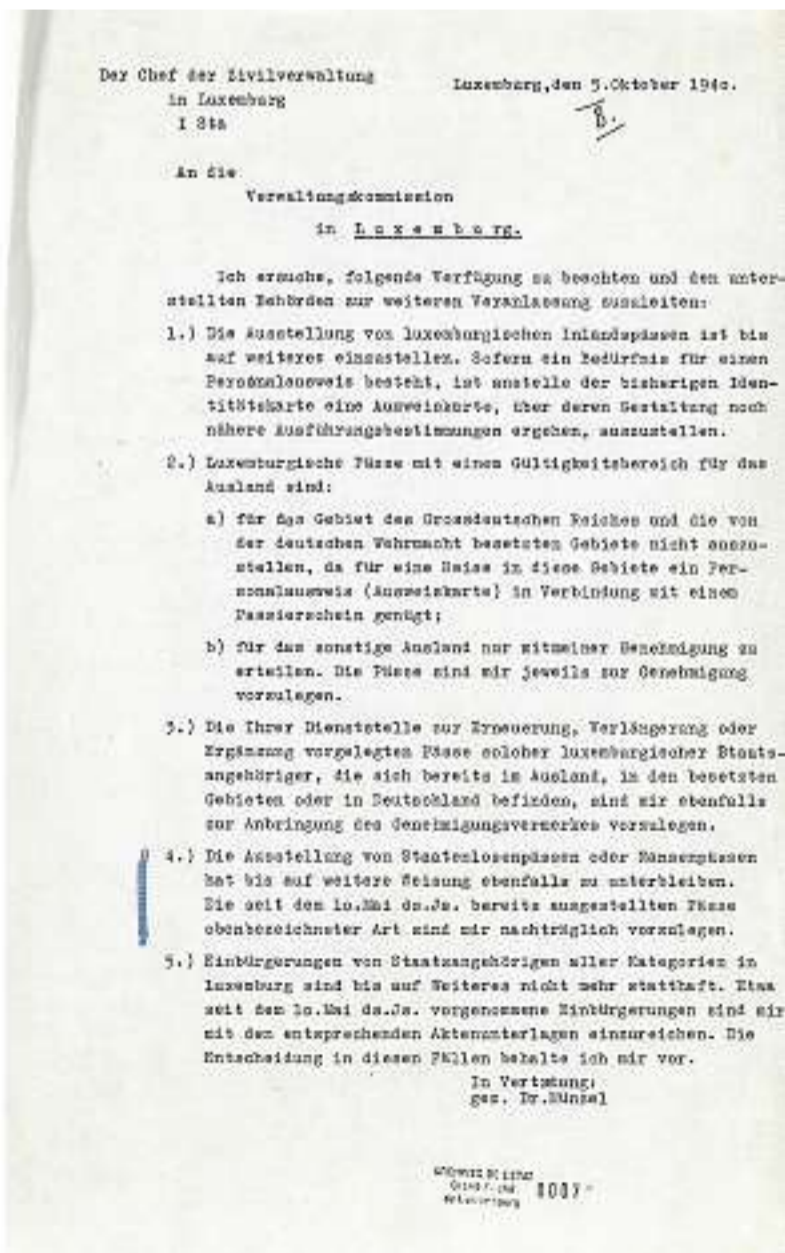 Der Chef der Zivilverwaltung
in Luxemburg
I Sta
Luxemburg, den 5.Oktober 194o.
B.
An die
Verwaltungskommission
in Luxemburg.
Ich ersuche, folgende Verfügung zu beachten und den unter-
stellten Behörden zur weiteren Veranlassung zuzuleiten:
1.) Die Ausstellung von luxemburgischen Inlandspässen ist bis
auf weiteres einzustellen. Sofern ein Bedürfnis für einen
Personalausweis besteht, ist anstelle der bisherigen Iden-
titätskarte eine Ausweiskarte, über deren Gestaltung noch
nähere Ausführungsbestimmungen ergehen, auszustellen.
2.) Luxemburgische Pässe mit einem Gültigkeitsbereich für das
Ausland sind:
a) für das Gebiet des Grossdeutschen Reiches und die von
der deutschen Wehrmacht besetzten Gebiete nicht auszu-
stellen, da für eine Reise in diese Gebiete ein Per-
sonalausweis (Ausweiskarte) in Verbindung mit einem
Passierschein genügt;
b) für das sonstige Ausland nur mitmeiner Genehmigung zu
erteilen. Die Pässe sind mir jeweils zur Genehmigung
vorzulegen.
3.) Die Ihrer Dienststelle zur Erneuerung, Verlängerung oder
Ergänzung vorgelegten Pässe solcher luxemburgischer Staats-
angehöriger, die sich bereits im Ausland, in den besetzten
Gebieten oder in Deutschland befinden, sind mir ebenfalls
zur Anbringung des Genehmigungsvermerkes vorzulegen.
4.) Die Ausstellung von Staatenlosenpässen oder Nansenpässen
hat bis auf weitere Weisung ebenfalls zu unterbleiben.
Die seit dem 1o.Mai ds.Js. bereits ausgestellten Pässe
obenbezeichneter Art sind mir nachträglich vorzulegen.
5.) Einbürgerungen von Staatsangehörigen aller Kategorien in
Luxemburg sind bis auf Weiteres nicht mehr statthaft. Etwa
seit dem 1o.Mai ds.Js. vorgenommene Einbürgerungen sind mir
mit den entsprechenden Aktenunterlagen einzureichen. Die
Entscheidung in diesen Fällen behalte ich mir vor.
In Vertretung:
gez. Dr.Münzel
0007